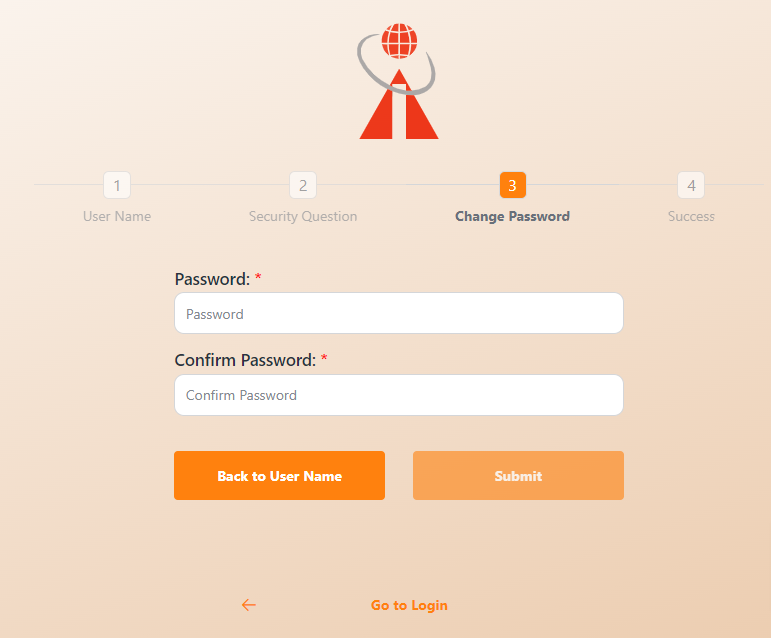 1 2 3 4
User Name Security Question Change Password Success
Password: *
Password
Confirm Password: *
Confirm Password
Back to User Name Submit
← Go to Login